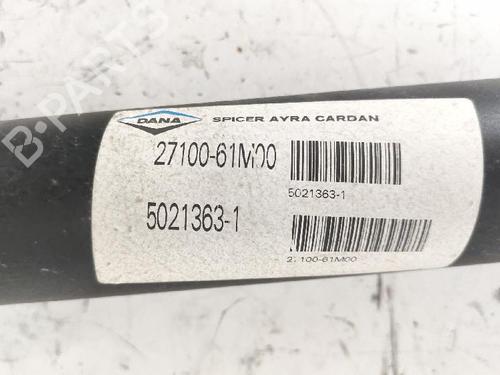 B-PARTS
DANA SPICER AYRA CARDAN
27100-61M00
5021363-1
5021363-1
27100-61M00